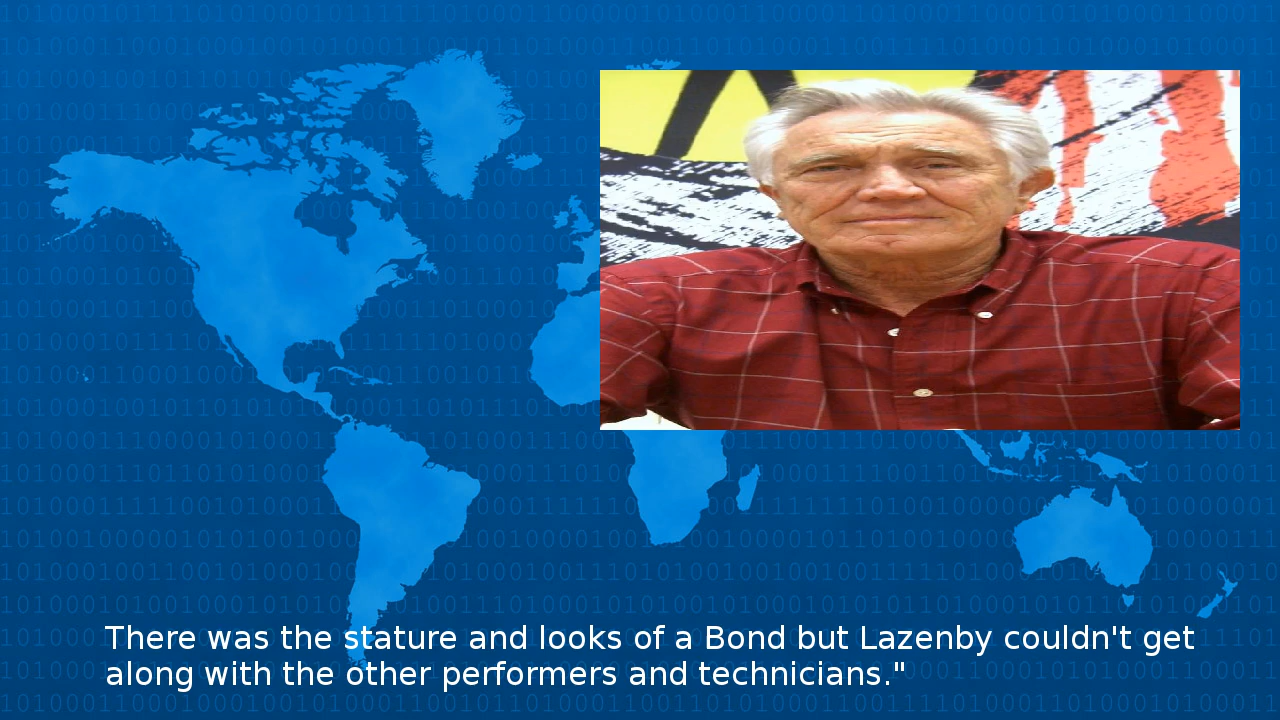 There was the stature and looks of a Bond but Lazenby couldn't get
along with the other performers and technicians."